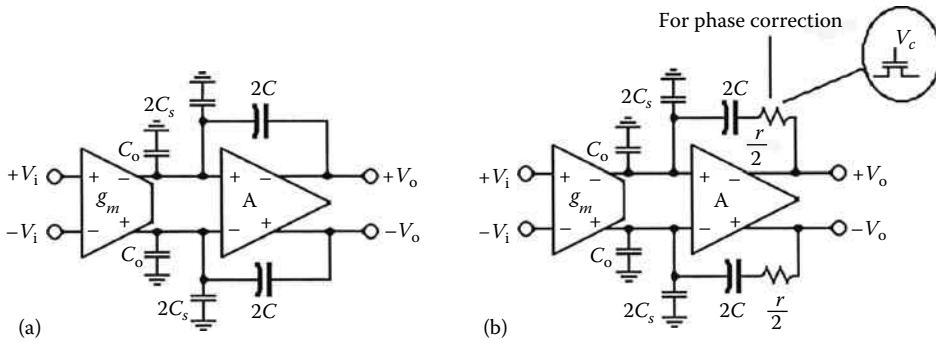 (a)
+V_i
−V_i
g_m
+
−
−
+
C_o
C_o
2C_s
2C_s
2C
2C
A
+
−
−
+
+V_o
−V_o
(b)
For phase correction
V_c
+V_i
−V_i
g_m
+
−
−
+
C_o
C_o
2C_s
2C_s
2C
r/2
2C
r/2
A
+
−
−
+
+V_o
−V_o